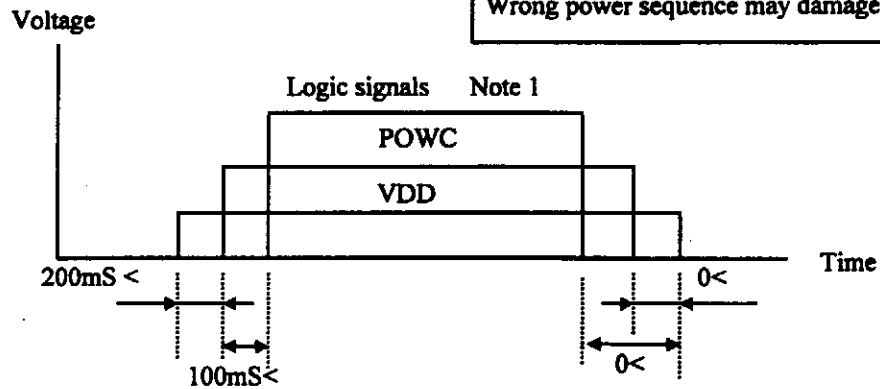 Wrong power sequence may damage
Voltage
Logic signals Note 1
POWC
VDD
Time
200mS <
0<
0<
100mS<